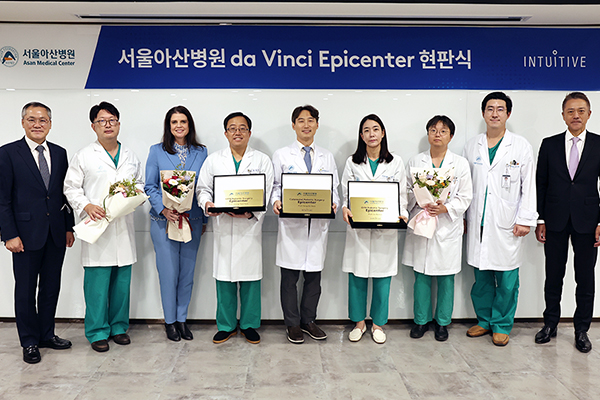 서울아산병원
Asan Medical Center
서울아산병원 da Vinci Epicenter 현판식
INTUITIVE
Epicenter
Epicenter
Epicenter